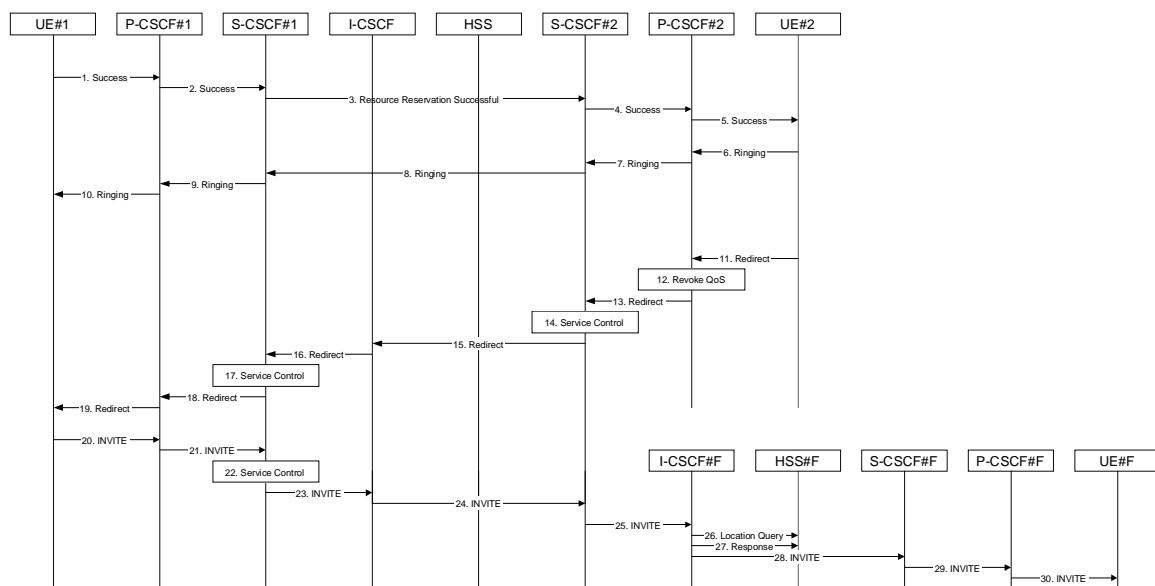 UE#1
P-CSCF#1
S-CSCF#1
I-CSCF
HSS
S-CSCF#2
P-CSCF#2
UE#2
1. Success
2. Success
3. Resource Reservation Successful
4. Success
5. Success
6. Ringing
7. Ringing
8. Ringing
9. Ringing
10. Ringing
11. Redirect
12. Revoke QoS
13. Redirect
14. Service Control
15. Redirect
16. Redirect
17. Service Control
18. Redirect
19. Redirect
20. INVITE
21. INVITE
I-CSCF#F
HSS#F
S-CSCF#F
P-CSCF#F
UE#F
22. Service Control
23. INVITE
24. INVITE
25. INVITE
26. Location Query
27. Response
28. INVITE
29. INVITE
30. INVITE